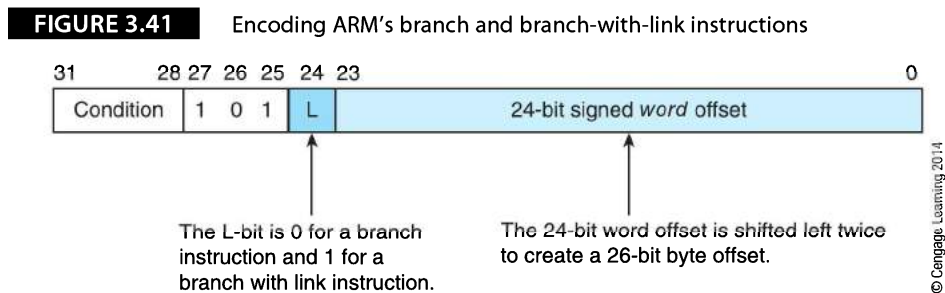 FIGURE 3.41 Encoding ARM's branch and branch-with-link instructions
31 28 27 26 25 24 23 0
Condition 1 0 1 L 24-bit signed word offset
The L-bit is 0 for a branch
instruction and 1 for a
branch with link instruction.
The 24-bit word offset is shifted left twice
to create a 26-bit byte offset.
© Cengage Learning 2014